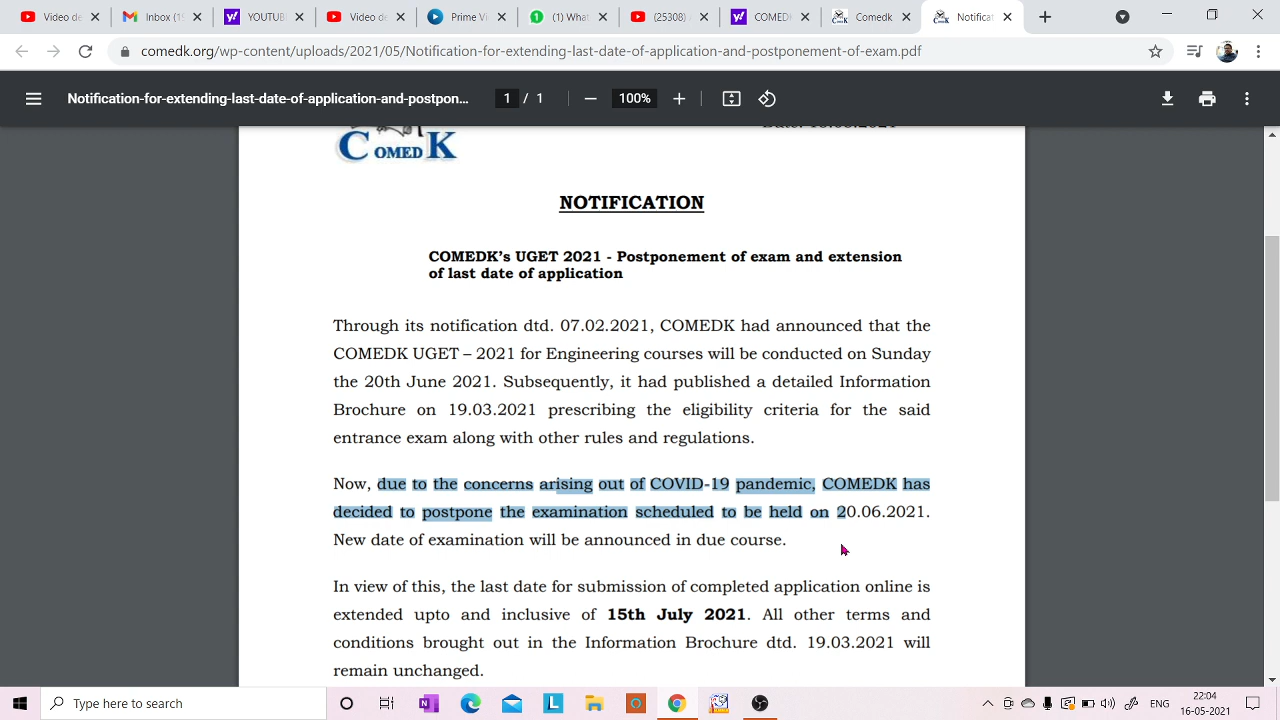 Video de
Inbox (1
YOUTUB
Video de
Prime Vi
(1) What
(25308)
COMED
Comedk
Notificat
comedk.org/wp-content/uploads/2021/05/Notification-for-extending-last-date-of-application-and-postponement-of-exam.pdf
Notification-for-extending-last-date-of-application-and-postpon...
1 / 1
100%
COMEDK
NOTIFICATION
COMEDK's UGET 2021 - Postponement of exam and extension
of last date of application
Through its notification dtd. 07.02.2021, COMEDK had announced that the
COMEDK UGET – 2021 for Engineering courses will be conducted on Sunday
the 20th June 2021. Subsequently, it had published a detailed Information
Brochure on 19.03.2021 prescribing the eligibility criteria for the said
entrance exam along with other rules and regulations.
Now, due to the concerns arising out of COVID-19 pandemic, COMEDK has
decided to postpone the examination scheduled to be held on 20.06.2021.
New date of examination will be announced in due course.
In view of this, the last date for submission of completed application online is
extended upto and inclusive of 15th July 2021. All other terms and
conditions brought out in the Information Brochure dtd. 19.03.2021 will
remain unchanged.
Type here to search
ENG
22:04
16-05-2021